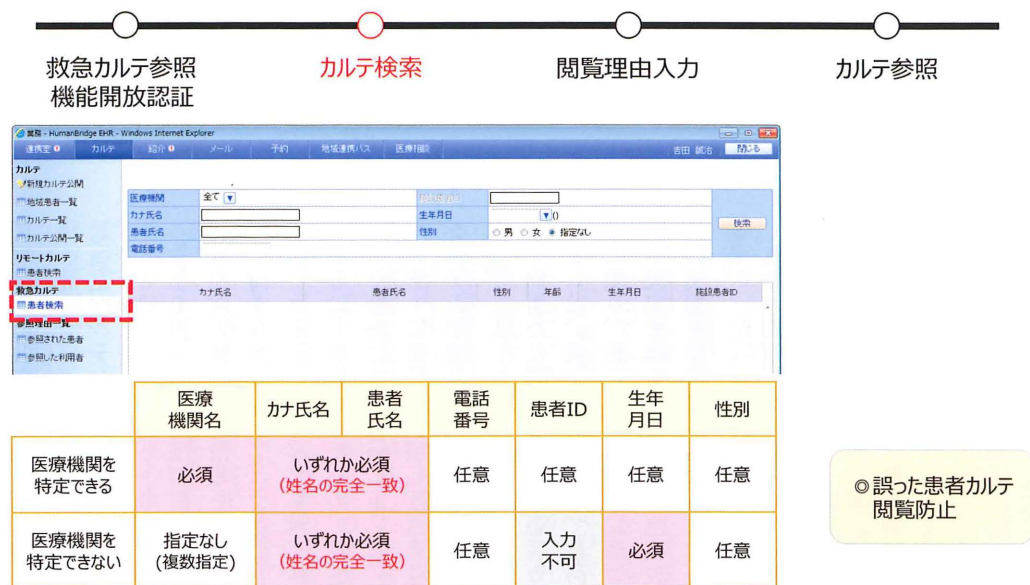 救急カルテ参照
機能開放認証
カルテ検索
閲覧理由入力
カルテ参照
業務 - HumanBridge EHR - Windows Internet Explorer
連携室 カルテ 紹介 メール 予約 地域連携パス 医療相談 吉田 誠治 閉じる
カルテ
新規カルテ公開
地域患者一覧
カルテ一覧
カルテ公開一覧
リモートカルテ
患者検索
救急カルテ
患者検索
参照理由一覧
参照された患者
参照した利用者
医療機関 全て
カナ氏名 生年月日 ()
患者氏名 性別 男 女 指定なし
電話番号
検索
カナ氏名 患者氏名 性別 年齢 生年月日 施設患者ID
医療
機関名
カナ氏名
患者
氏名
電話
番号
患者ID
生年
月日
性別
医療機関を
特定できる
必須
いずれか必須
(姓名の完全一致)
任意
任意
任意
任意
医療機関を
特定できない
指定なし
(複数指定)
いずれか必須
(姓名の完全一致)
任意
入力
不可
必須
任意
◎誤った患者カルテ
閲覧防止